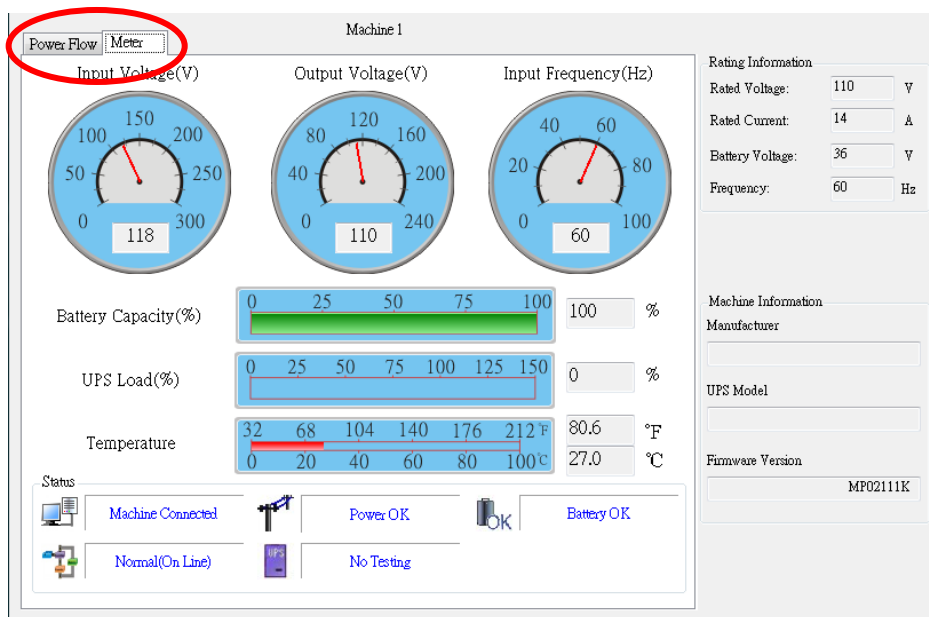 Machine 1
Power Flow Meter
Input Voltage(V) Output Voltage(V) Input Frequency(Hz)
0 50 100 150 200 250 300
118
0 40 80 120 160 200 240
110
0 20 40 60 80 100
60
Battery Capacity(%) 0 25 50 75 100 100 %
UPS Load(%) 0 25 50 75 100 125 150 0 %
Temperature
32 68 104 140 176 212°F 80.6 °F
0 20 40 60 80 100°C 27.0 °C
Status
Machine Connected Power OK OK Battery OK
Normal(On Line) UPS No Testing
Rating Information
Rated Voltage: 110 V
Rated Current: 14 A
Battery Voltage: 36 V
Frequency: 60 Hz
Machine Information
Manufacturer
UPS Model
Firmware Version
MP02111K